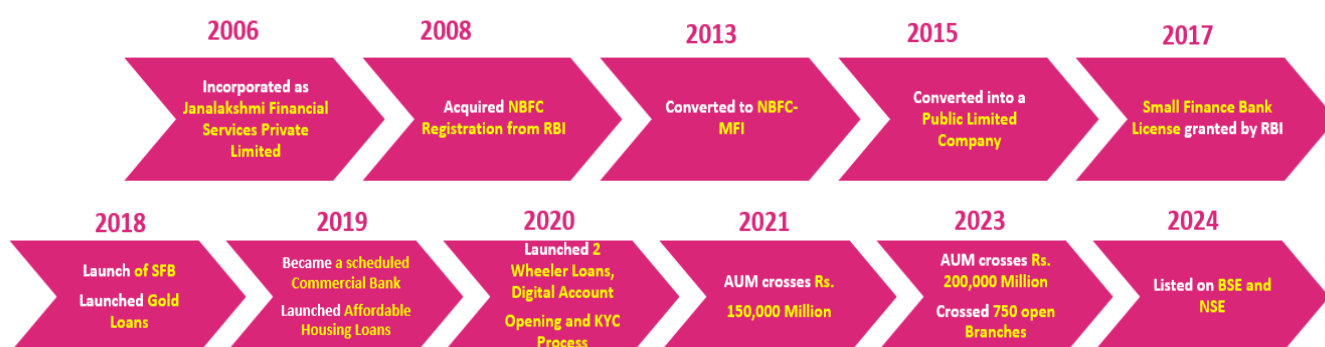 2006
Incorporated as
Janalakshmi Financial
Services Private
Limited
2008
Acquired NBFC
Registration from RBI
2013
Converted to NBFC-
MFI
2015
Converted into a
Public Limited
Company
2017
Small Finance Bank
License granted by RBI
2018
Launch of SFB
Launched Gold
Loans
2019
Became a scheduled
Commercial Bank
Launched Affordable
Housing Loans
2020
Launched 2
Wheeler Loans,
Digital Account
Opening and KYC
Process
2021
AUM crosses Rs.
150,000 Million
2023
AUM crosses Rs.
200,000 Million
Crossed 750 open
Branches
2024
Listed on BSE and
NSE